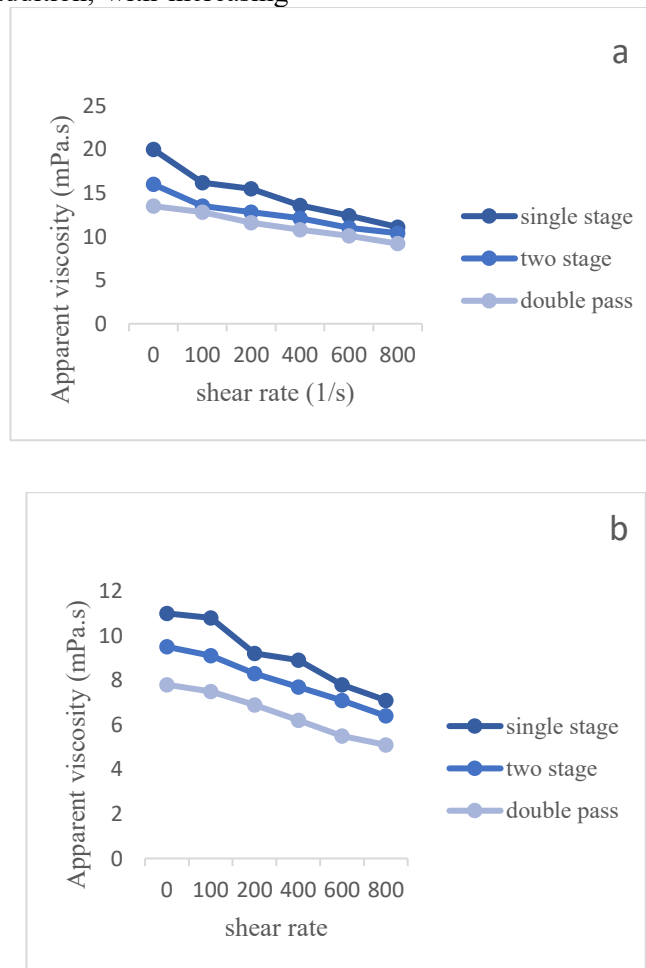 with increasing
a
Apparent viscosity (mPa.s)
25
20
15
10
5
0
0 100 200 400 600 800
shear rate (1/s)
single stage
two stage
double pass
b
Apparent viscosity (mPa.s)
12
10
8
6
4
2
0
0 100 200 400 600 800
shear rate
single stage
two stage
double pass